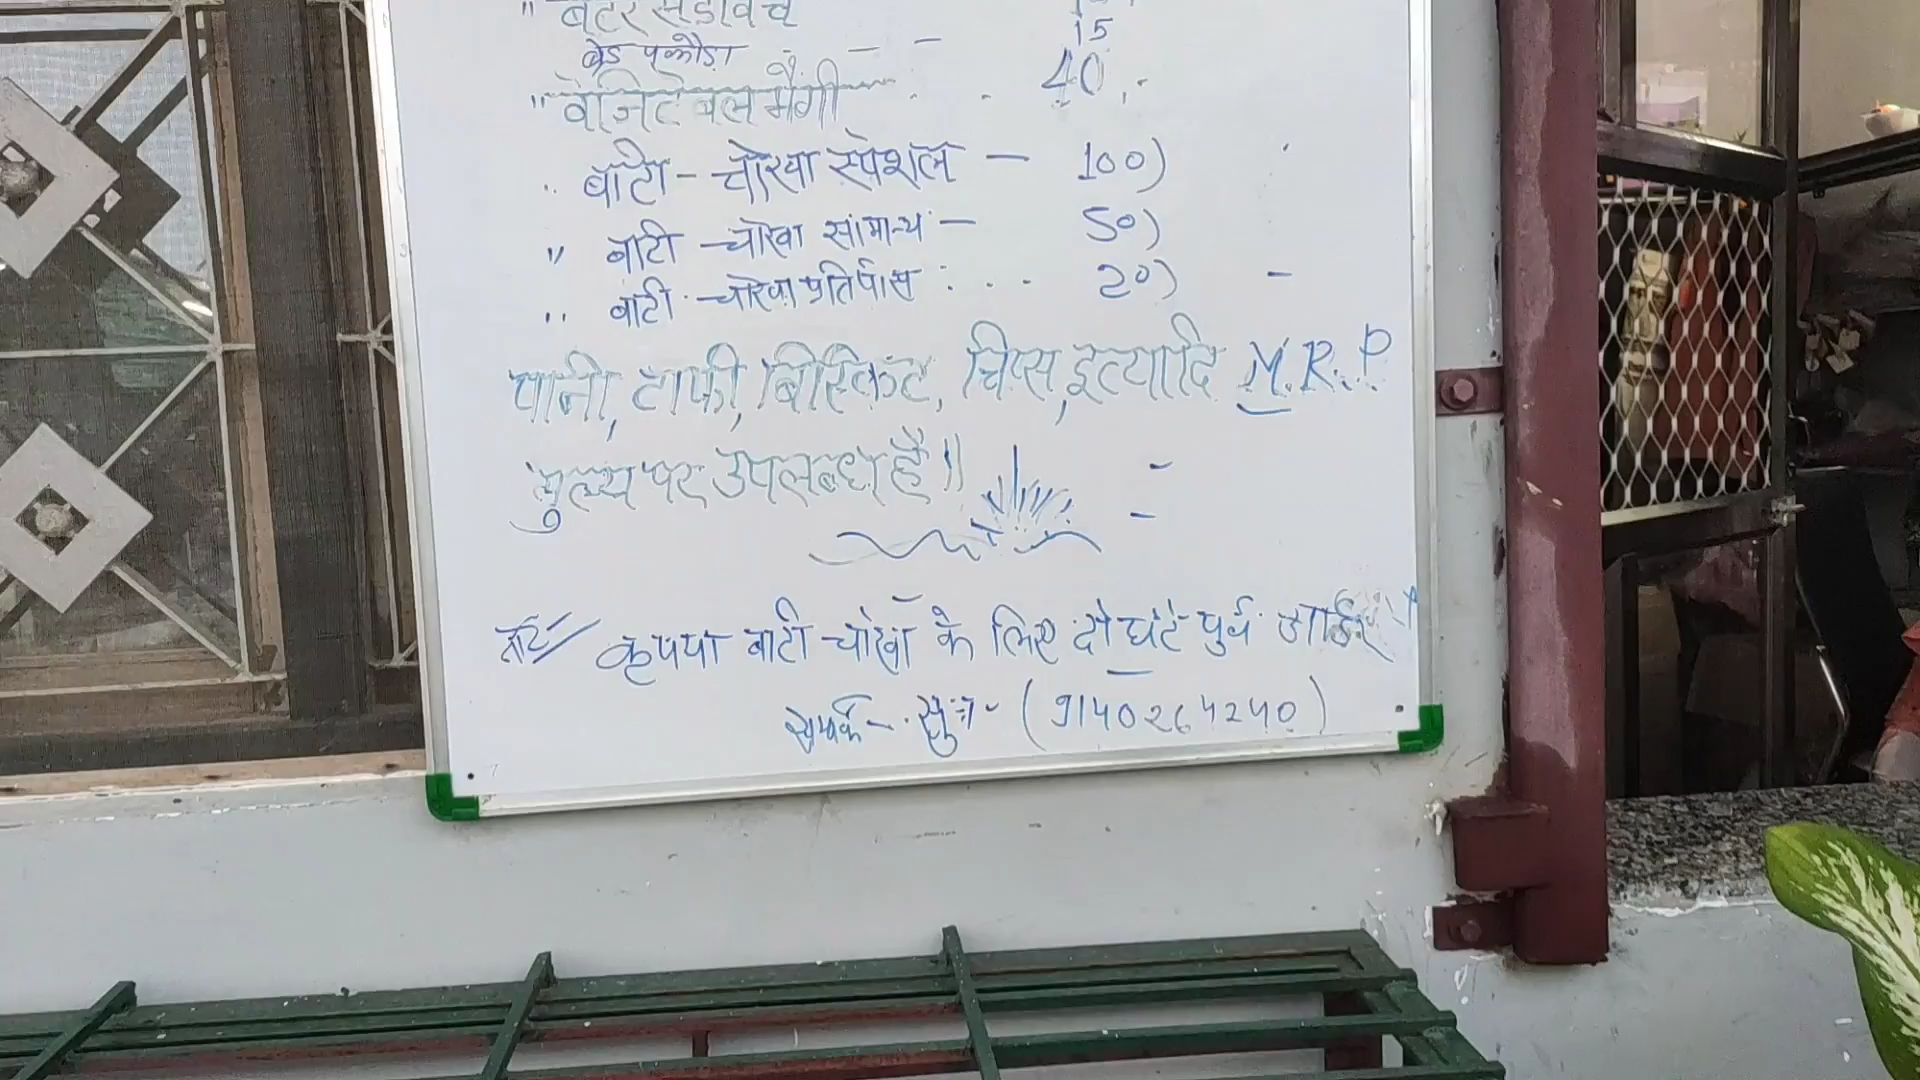 " बटर सैंडविच
ब्रेड पकौड़ा - - 15
" वेजिटेबल मैगी . . 40 . -
.. बाटी - चोखा स्पेशल — 100)
" बाटी - चोखा सामान्य — 50)
.. बाटी - चोखा प्रतिपीस : . . . 20) -
पानी, टाफी, बिस्किट, चिप्स, इत्यादि M.R.P
मुल्य पर उपलब्ध है ॥
नोट कृपया बाटी चोखा के लिए दो घंटे पुर्व आर्डर
सम्पर्क - सुत्र - (9140264240)